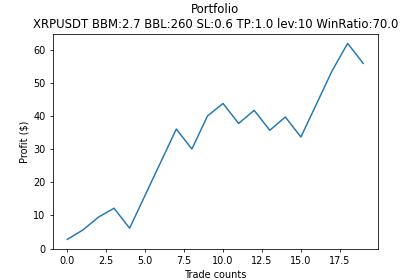 Portfolio
XRPUSDT BBM:2.7 BBL:260 SL:0.6 TP:1.0 lev:10 WinRatio:70.0
60
50
40
30
20
10
0
Profit ($)
0.0 2.5 5.0 7.5 10.0 12.5 15.0 17.5
Trade counts